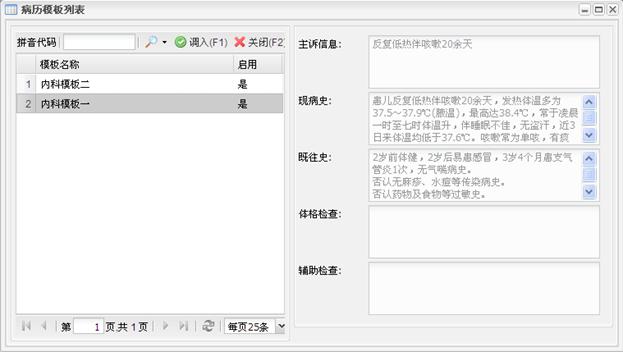 病历模板列表
拼音代码 调入(F1) 关闭(F2)
模板名称 启用
1 内科模板二 是
2 内科模板一 是
第 1 页,共 1 页 每页25条
主诉信息:
反复低热伴咳嗽20余天
现病史:
患儿反复低热伴咳嗽20余天，发热体温多为
37.5～37.9℃(腋温)，最高达38.4℃，常于凌晨
一时至七时体温升，伴睡眠不佳，无盗汗，近3
日来体温均低于37.6℃。咳嗽常为单咳，有痰
既往史:
2岁前体健，2岁后易患感冒，3岁4个月患支气
管炎1次，无气喘病史。
否认无麻疹、水痘等传染病史。
否认药物及食物等过敏史。
体格检查:
辅助检查: